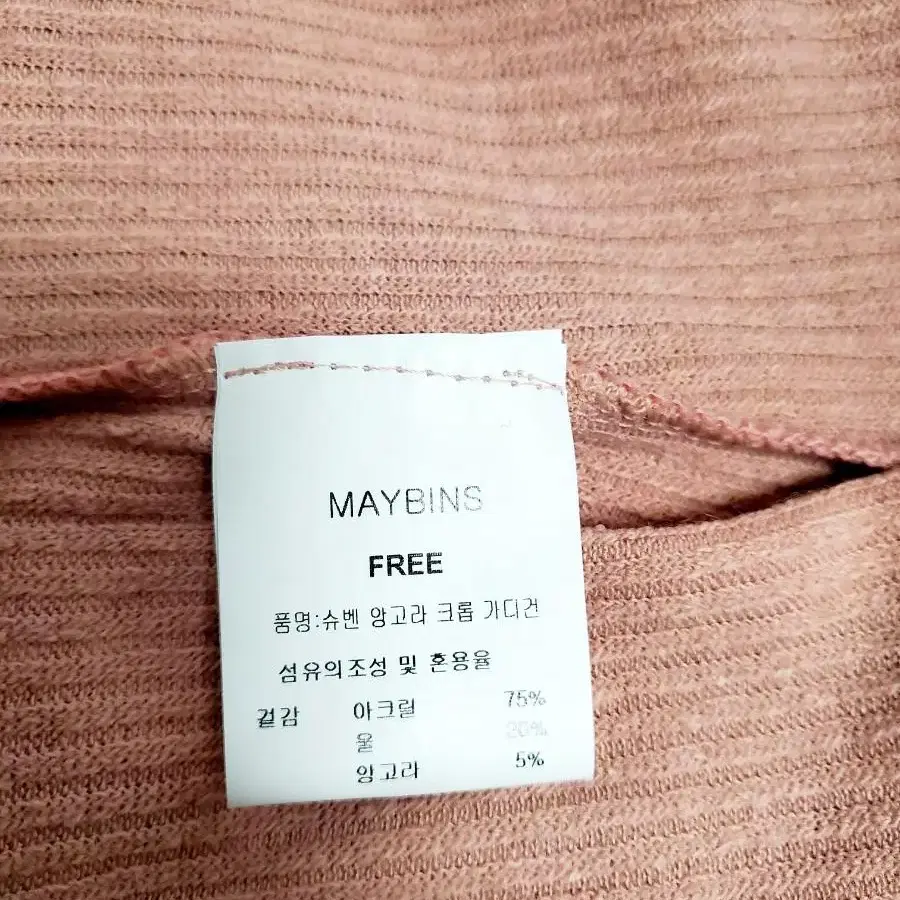 MAYBINS
FREE
품명:슈벤 앙고라 크롭 가디건
섬유의조성 및 혼용율
겉감 아크릴 75%
울 20%
앙고라 5%